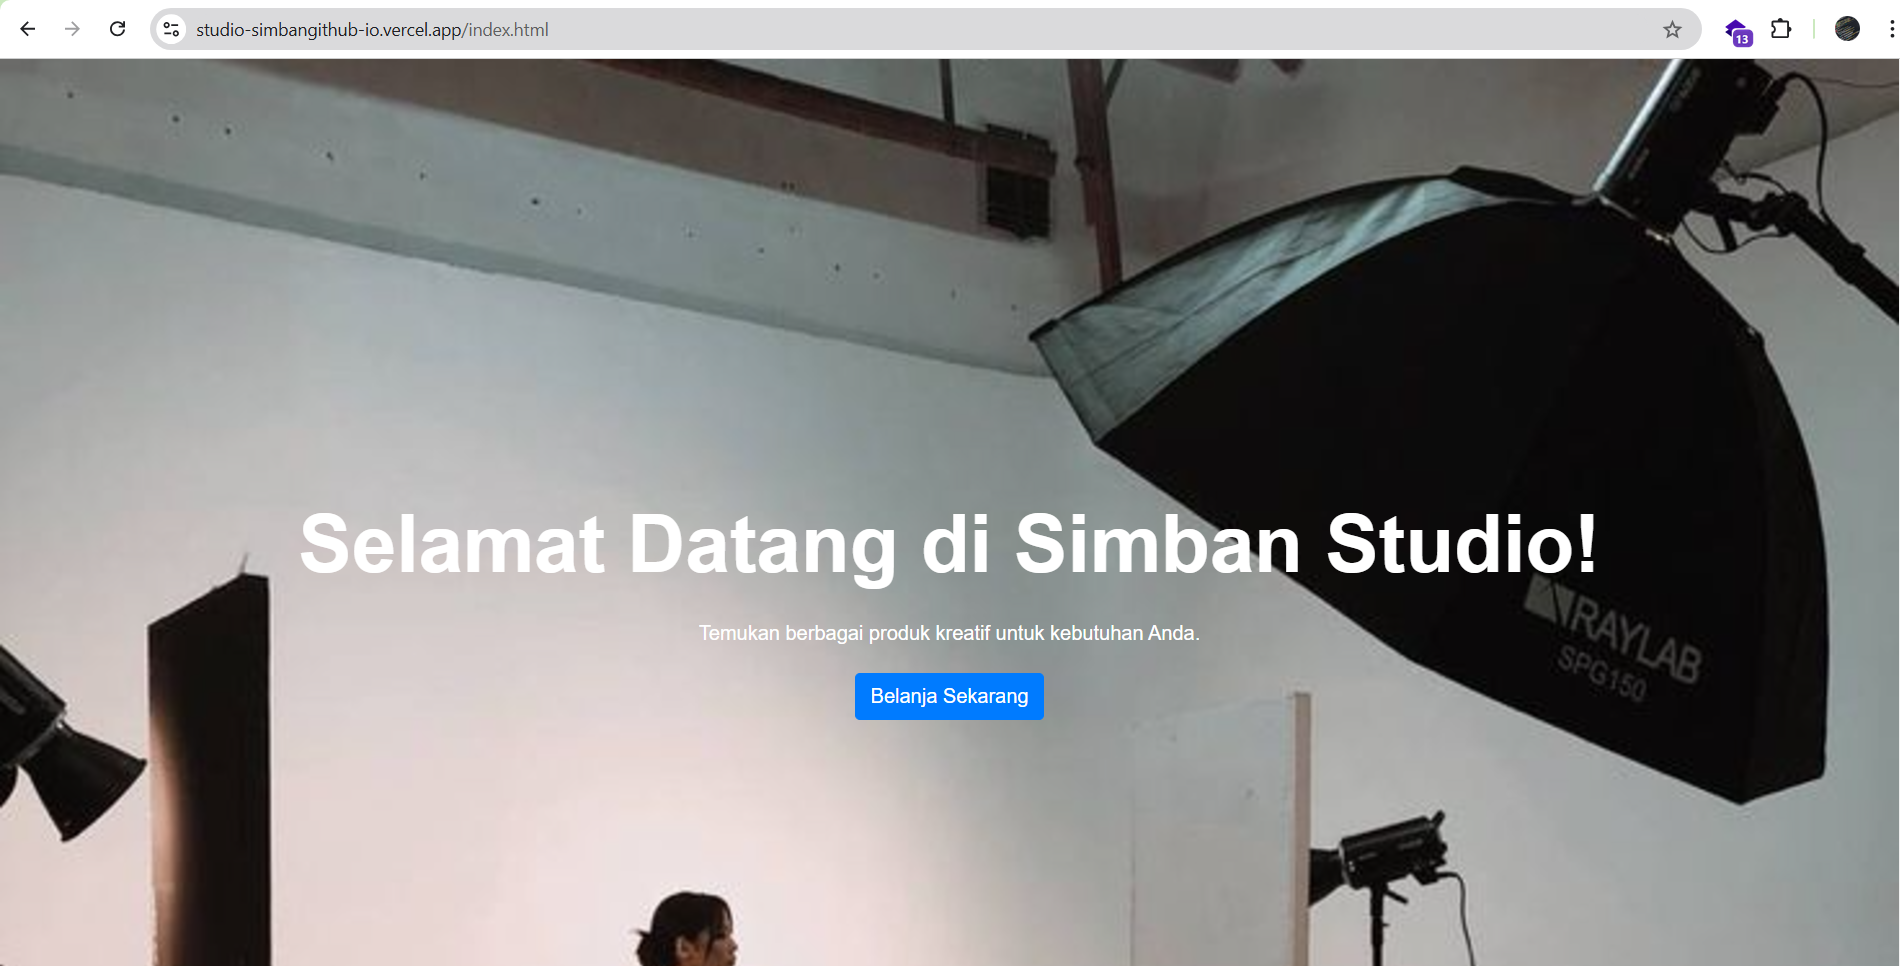 studio-simbangithub-io.vercel.app/index.html
13
Selamat Datang di Simban Studio!
Temukan berbagai produk kreatif untuk kebutuhan Anda.
Belanja Sekarang
RAYLAB
SPG150